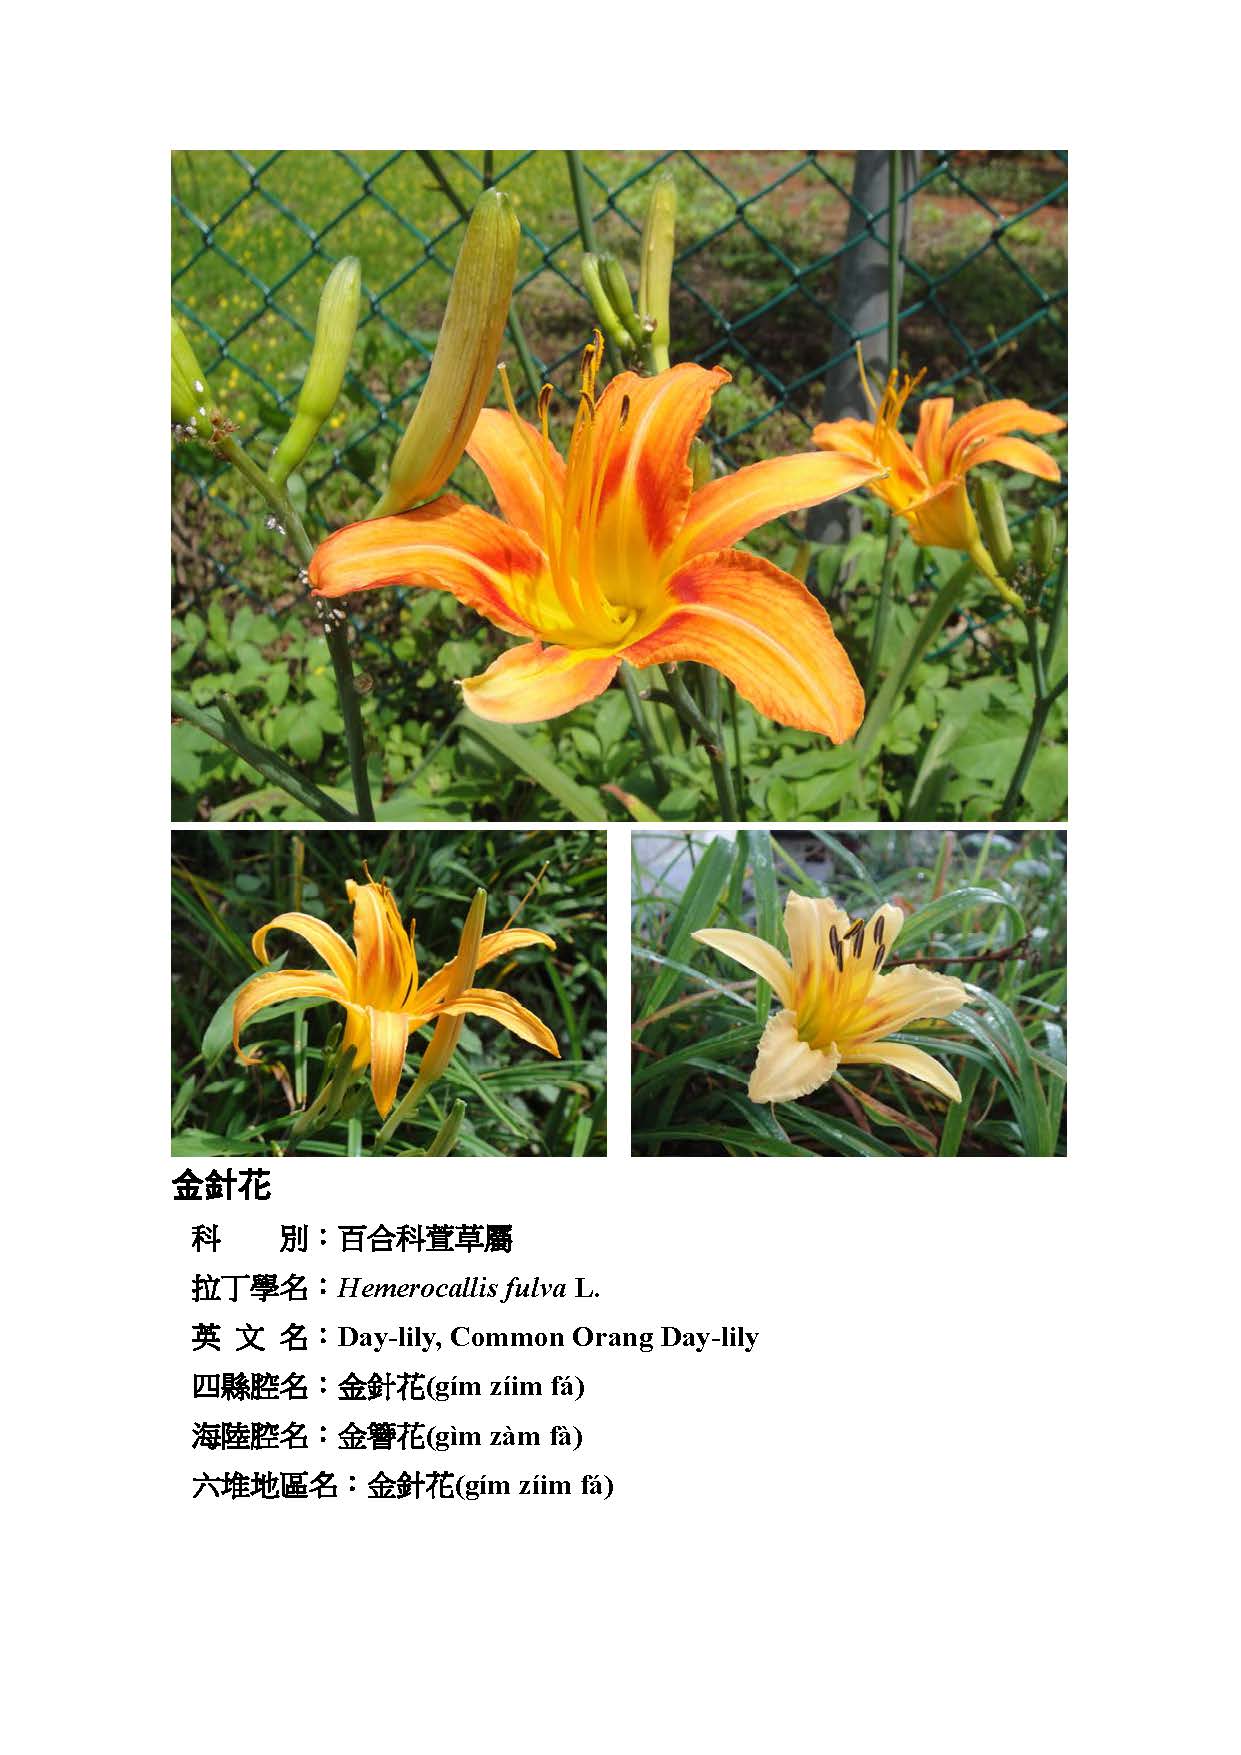 金針花
科　　別：百合科萱草屬
拉丁學名：Hemerocallis fulva L.
英 文 名：Day-lily, Common Orang Day-lily
四縣腔名：金針花(gím zíim fá)
海陸腔名：金簪花(gìm zàm fà)
六堆地區名：金針花(gím zíim fá)